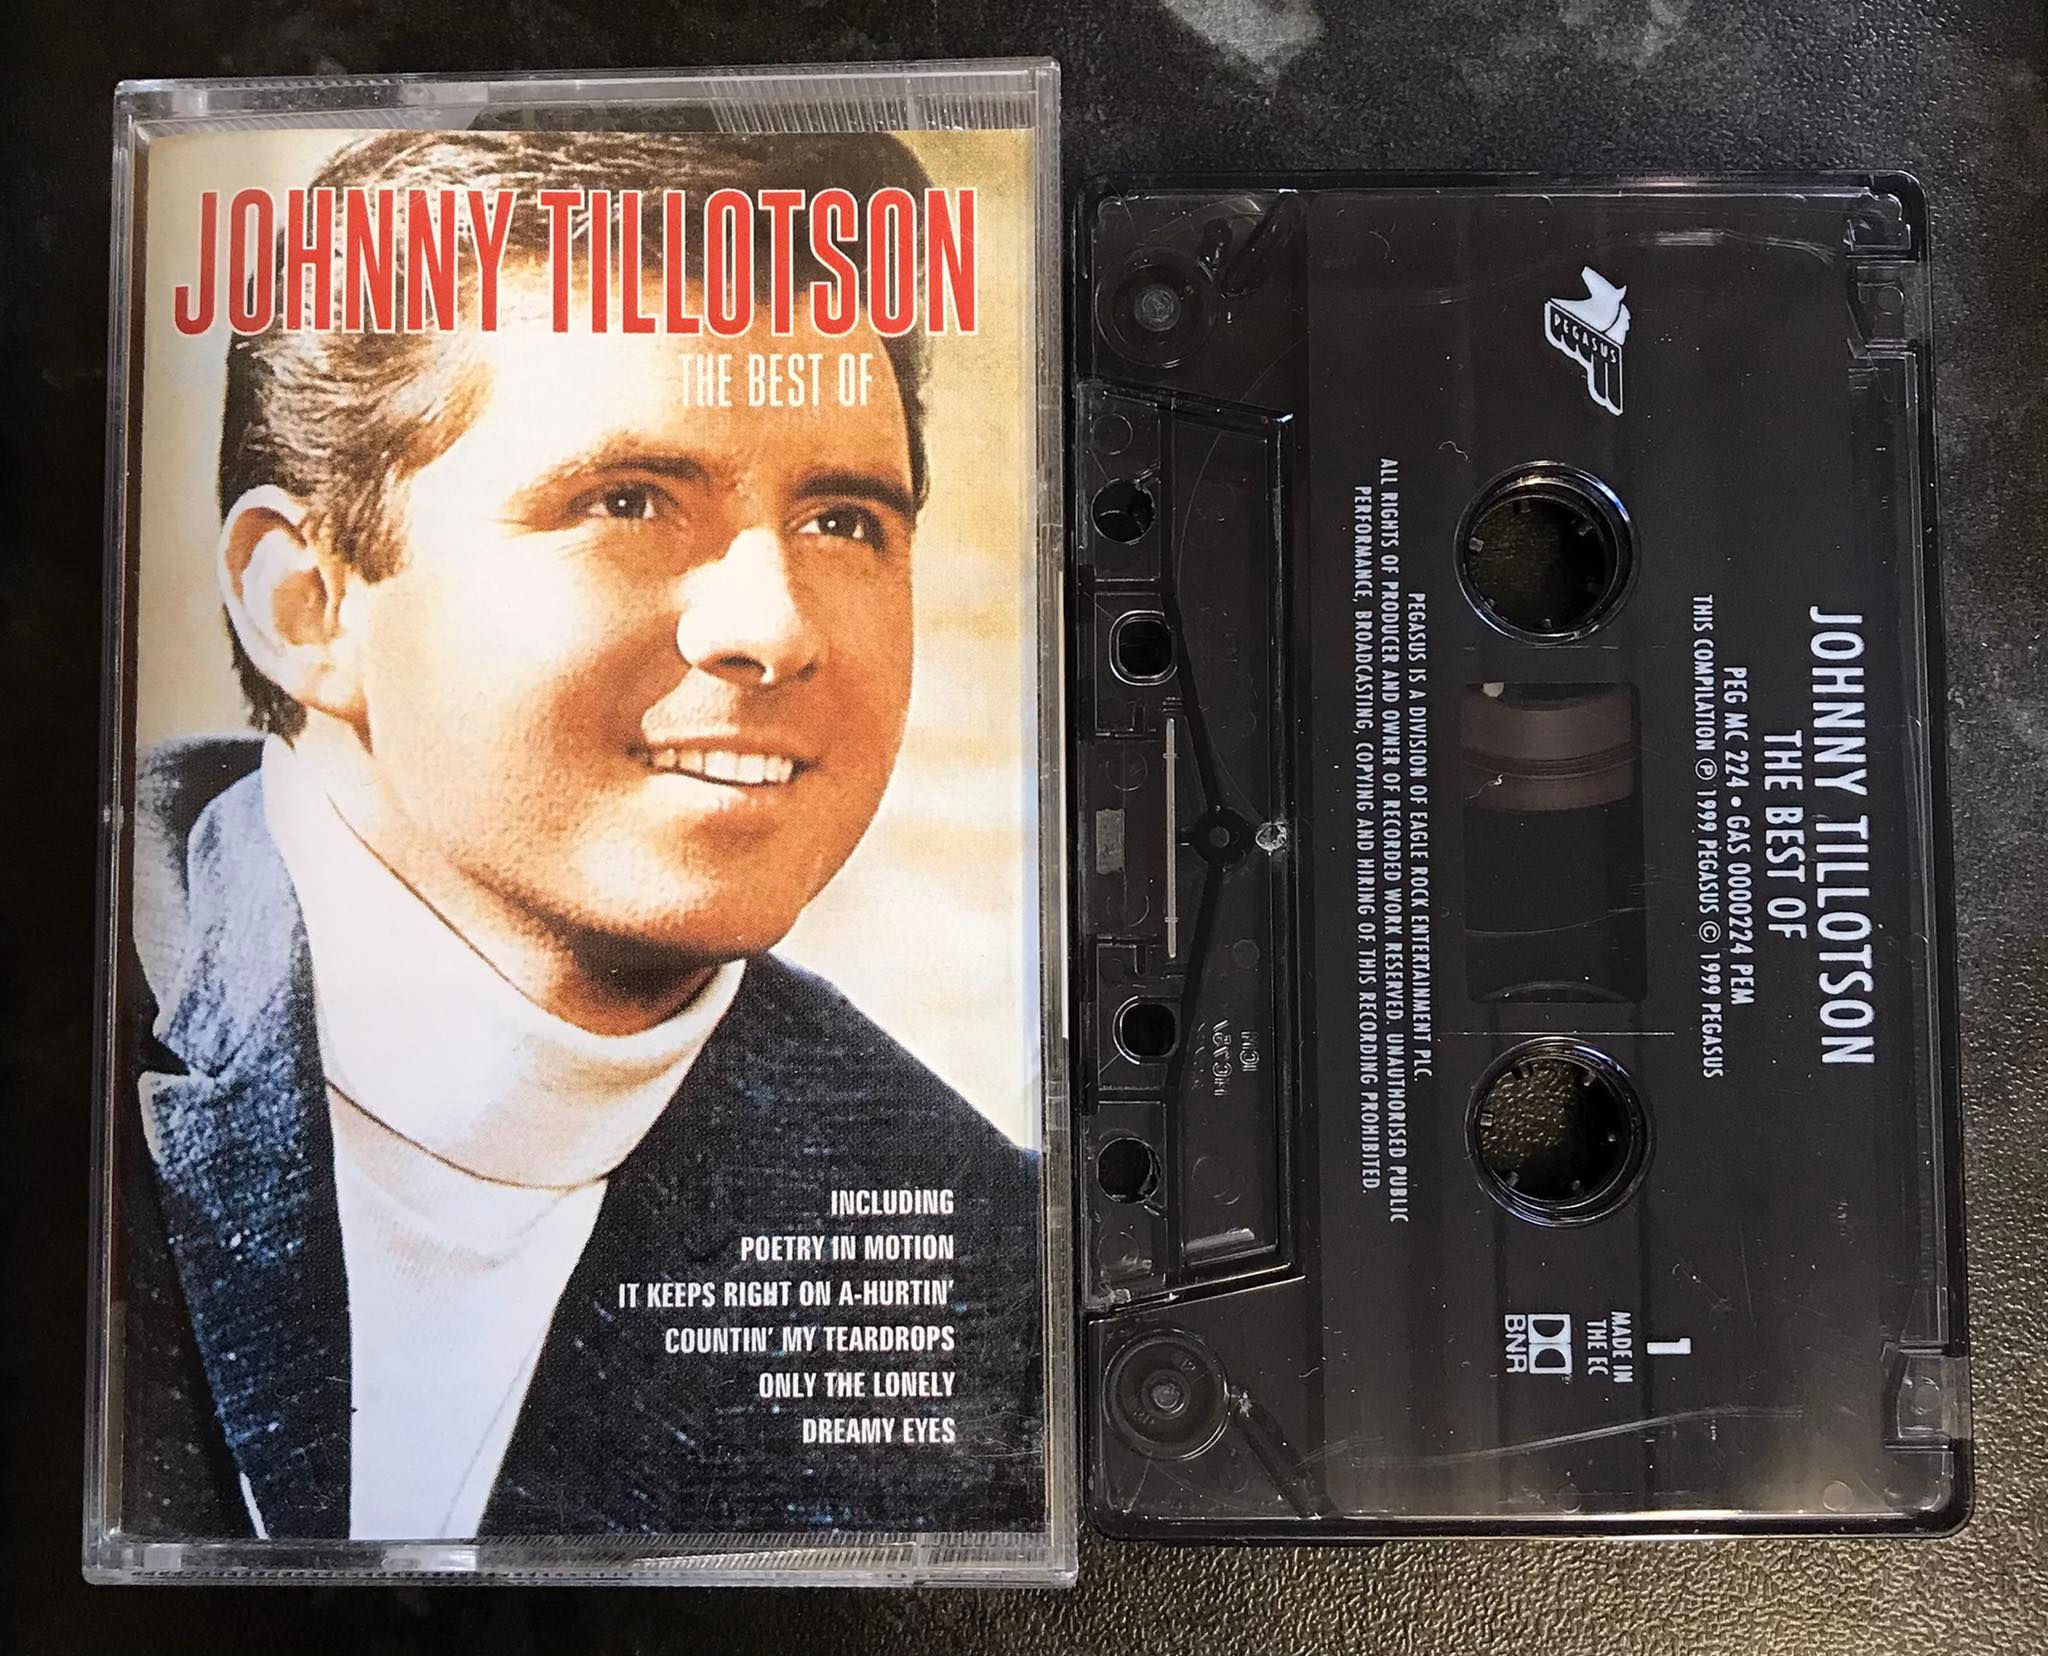 JOHNNY TILLOTSON
THE BEST OF
INCLUDING
POETRY IN MOTION
IT KEEPS RIGHT ON A-HURTIN'
COUNTIN' MY TEARDROPS
ONLY THE LONELY
DREAMY EYES
JOHNNY TILLOTSON
THE BEST OF
PEG MC 224 • GAS 0000224 PEM
THIS COMPILATION ℗ 1999 PEGASUS © 1999 PEGASUS
PEGASUS
1
MADE IN
THE EC
BNR
PEGASUS IS A DIVISION OF EAGLE ROCK ENTERTAINMENT PLC.
ALL RIGHTS OF PRODUCER AND OWNER OF RECORDED WORK RESERVED. UNAUTHORISED PUBLIC
PERFORMANCE, BROADCASTING, COPYING AND HIRING OF THIS RECORDING PROHIBITED.